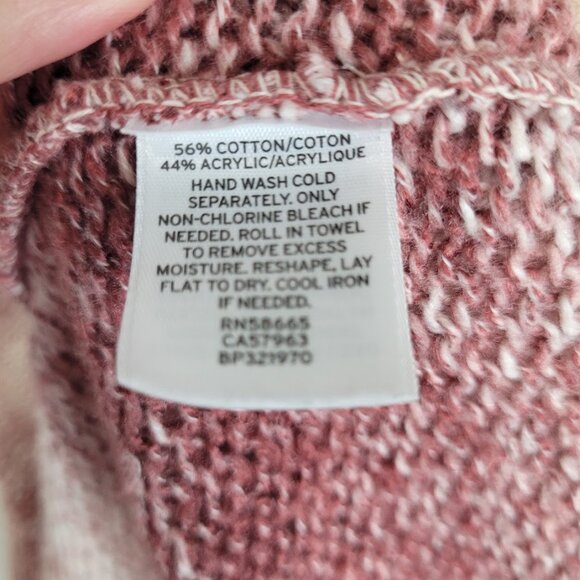 56% COTTON/COTON
44% ACRYLIC/ACRYLIQUE
HAND WASH COLD
SEPARATELY. ONLY
NON-CHLORINE BLEACH IF
NEEDED. ROLL IN TOWEL
TO REMOVE EXCESS
MOISTURE. RESHAPE, LAY
FLAT TO DRY. COOL IRON
IF NEEDED.
RN58665
CA57963
BP321970